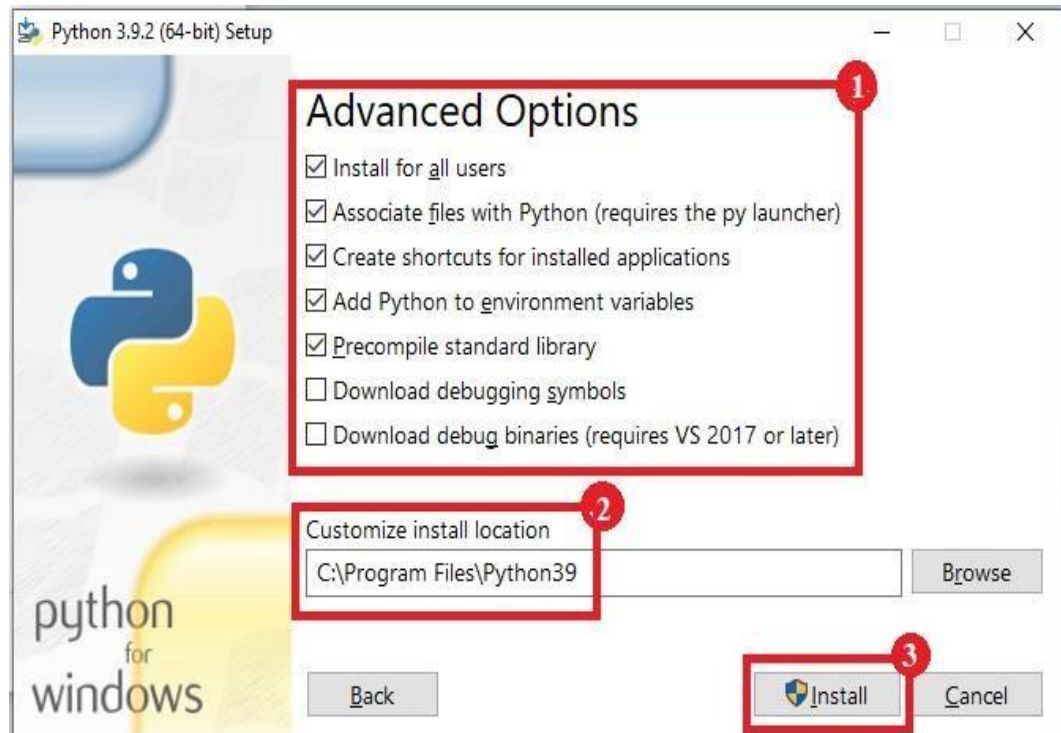 Python 3.9.2 (64-bit) Setup
1
Advanced Options
Install for all users
Associate files with Python (requires the py launcher)
Create shortcuts for installed applications
Add Python to environment variables
Precompile standard library
Download debugging symbols
Download debug binaries (requires VS 2017 or later)
2
Customize install location
C:\Program Files\Python39
Browse
python
for
windows
3
Back
Install
Cancel